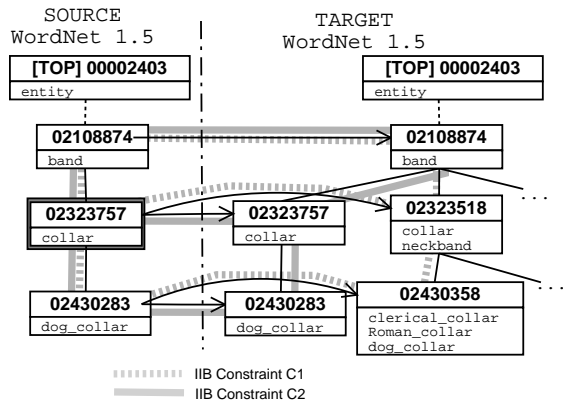 SOURCE
WordNet 1.5
TARGET
WordNet 1.5
[TOP] 00002403
entity
[TOP] 00002403
entity
02108874
band
02108874
band
02323757
collar
02323757
collar
02323518
collar
neckband
...
02430283
dog_collar
02430283
dog_collar
02430358
clerical_collar
Roman_collar
dog_collar
...
IIB Constraint C1
IIB Constraint C2